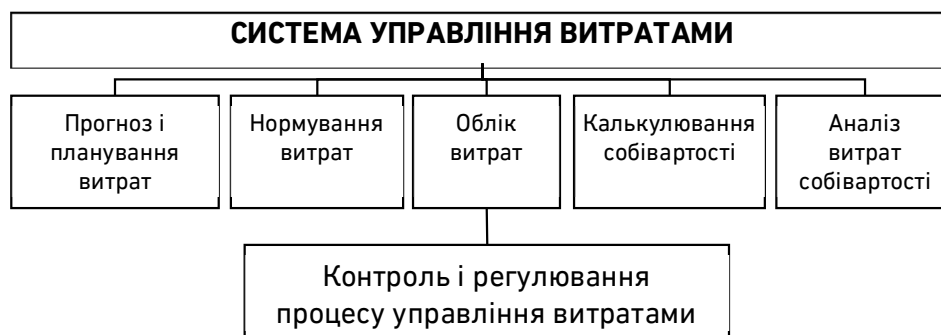 СИСТЕМА УПРАВЛІННЯ ВИТРАТАМИ
Прогноз і
планування
витрат
Нормування
витрат
Облік
витрат
Калькулювання
собівартості
Аналіз
витрат
собівартості
Контроль і регулювання
процесу управління витратами